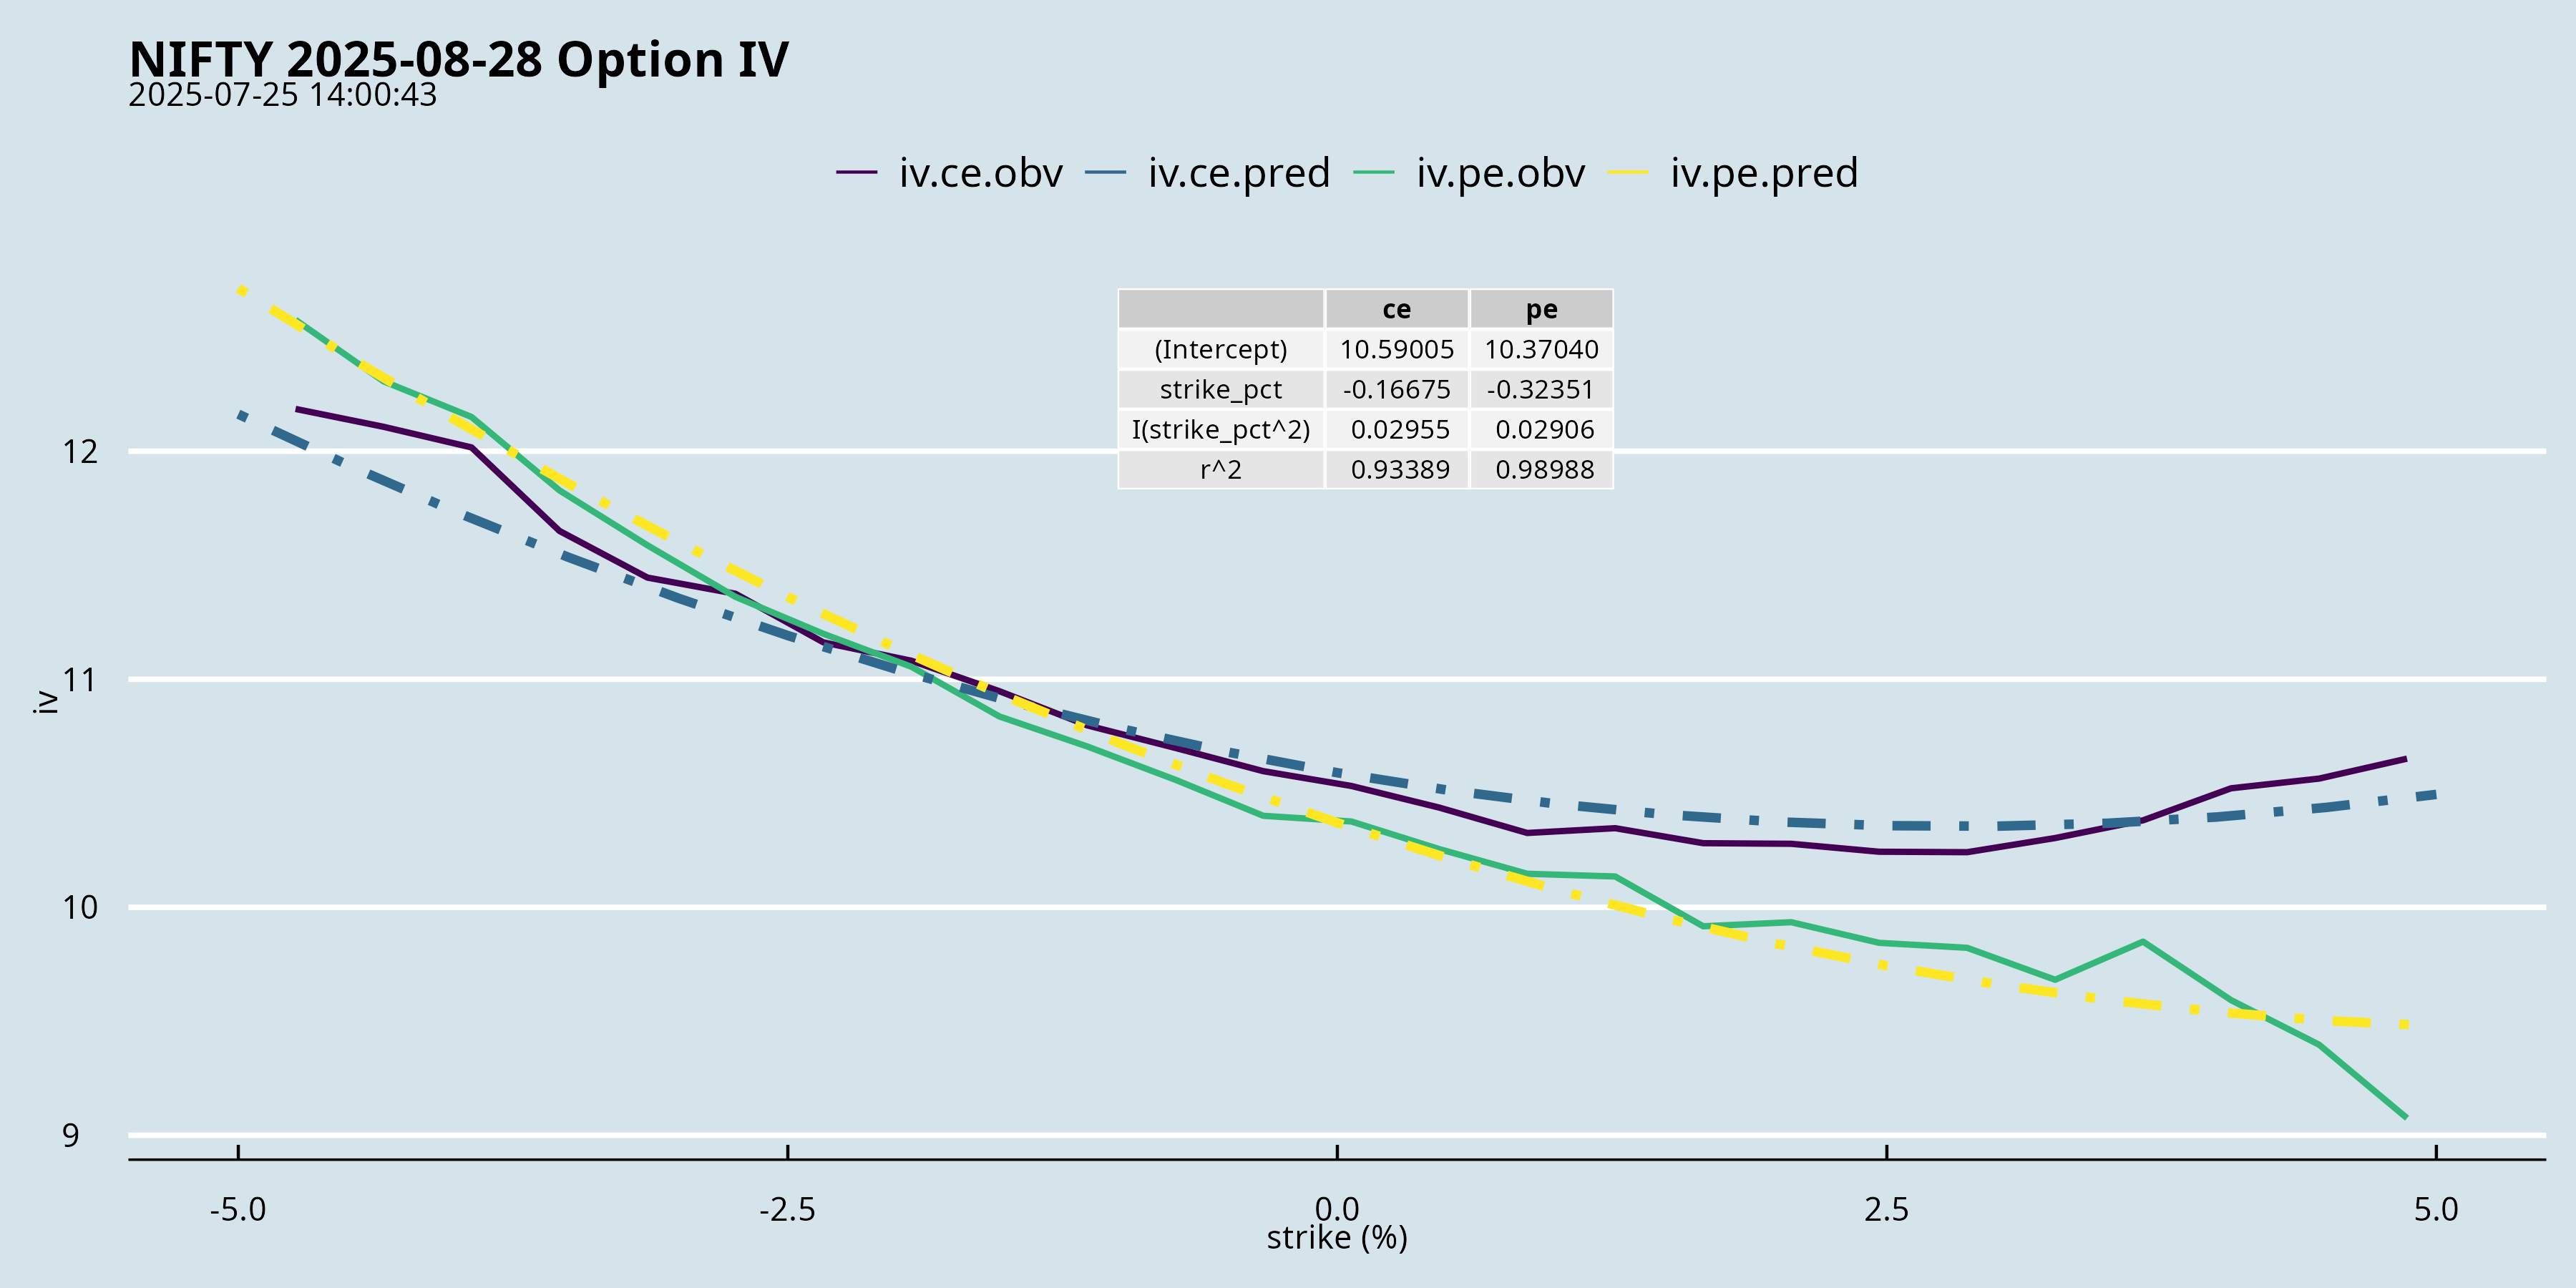 NIFTY 2025-08-28 Option IV
2025-07-25 14:00:43
iv.ce.obv iv.ce.pred iv.pe.obv iv.pe.pred
ce pe
(Intercept) 10.59005 10.37040
strike_pct -0.16675 -0.32351
I(strike_pct^2) 0.02955 0.02906
r^2 0.93389 0.98988
12
11
iv
10
9
-5.0 -2.5 0.0 2.5 5.0
strike (%)